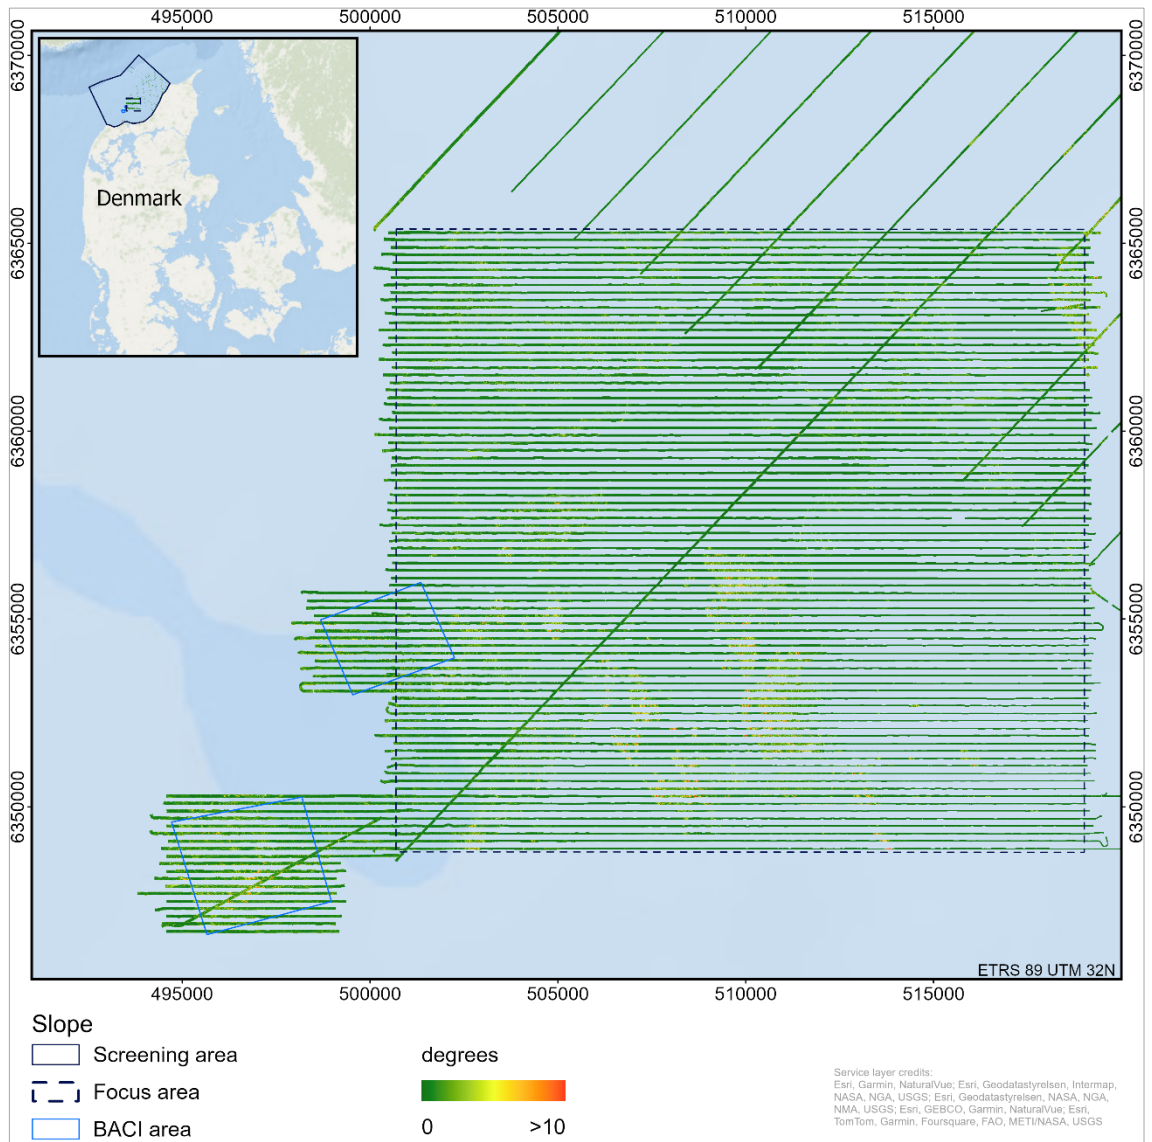 495000 500000 505000 510000 515000
6370000
6370000
Denmark
6365000
6365000
6360000
6360000
6355000
6355000
6350000
6350000
ETRS 89 UTM 32N
495000 500000 505000 510000 515000
Slope
Screening area
degrees
Focus area
BACI area
0 >10
Service layer credits:
Esri, Garmin, NaturalVue; Esri, Geodatastyrelsen, Intermap,
NASA, NGA, USGS; Esri, Geodatastyrelsen, NASA, NGA,
NMA, USGS; Esri, GEBCO, Garmin, NaturalVue; Esri,
TomTom, Garmin, Foursquare, FAO, METI/NASA, USGS